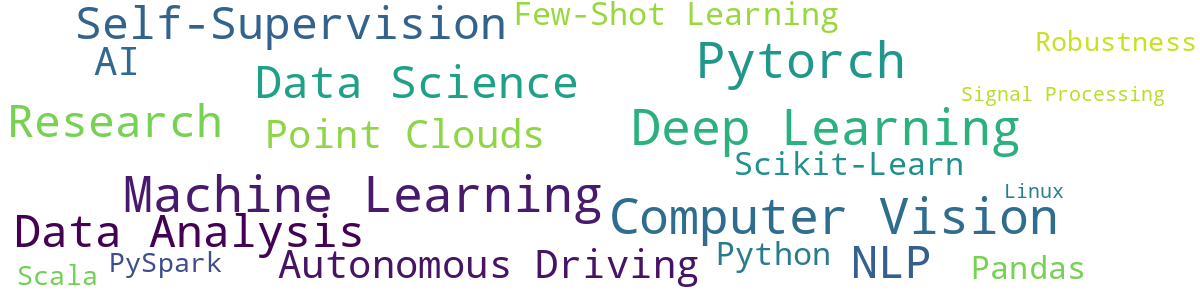 Self-Supervision
Few-Shot Learning
Robustness
AI
Pytorch
Data Science
Signal Processing
Research
Point Clouds
Deep Learning
Scikit-Learn
Machine Learning
Linux
Computer Vision
Data Analysis
Python
PySpark
Autonomous Driving
NLP
Scala
Pandas